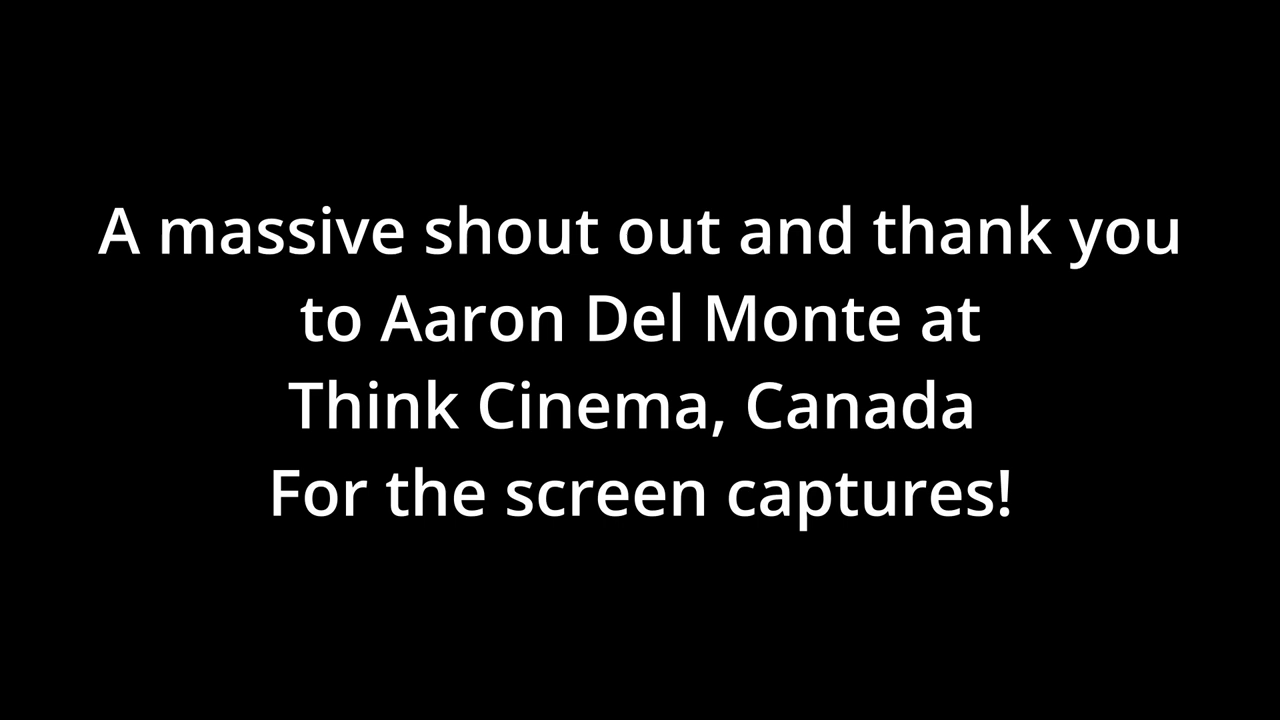 A massive shout out and thank you
to Aaron Del Monte at
Think Cinema, Canada
For the screen captures!